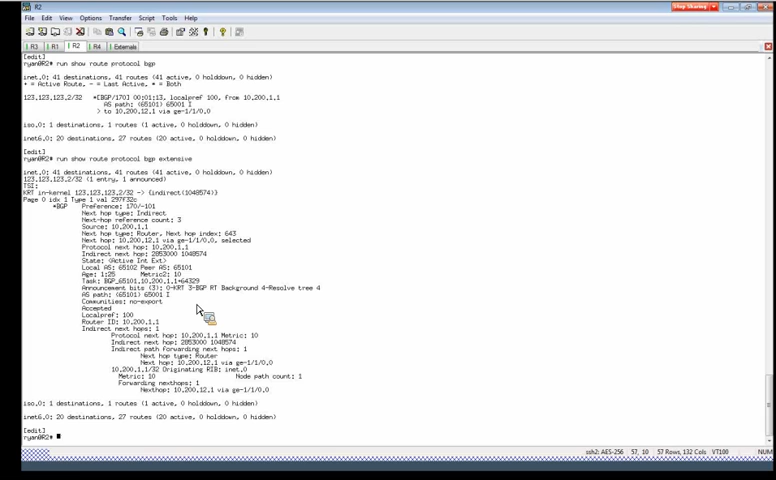 R2
Stop Sharing
File Edit View Options Transfer Script Tools Help
R3 R1 R2 R4 Externals
[edit]
ryan@R2# run show route protocol bgp
inet.0: 41 destinations, 41 routes (41 active, 0 holddown, 0 hidden)
+ = Active Route, - = Last Active, * = Both
123.123.123.2/32 *[BGP/170] 00:01:13, localpref 100, from 10.200.1.1
AS path: (65101) 65001 I
> to 10.200.12.1 via ge-1/1/0.0
iso.0: 1 destinations, 1 routes (1 active, 0 holddown, 0 hidden)
inet6.0: 20 destinations, 27 routes (20 active, 0 holddown, 0 hidden)
[edit]
ryan@R2# run show route protocol bgp extensive
inet.0: 41 destinations, 41 routes (41 active, 0 holddown, 0 hidden)
123.123.123.2/32 (1 entry, 1 announced)
TSI:
KRT in-kernel 123.123.123.2/32 -> {indirect(1048574)}
Page 0 idx 1 Type 1 val 297f32c
*BGP Preference: 170/-101
Next hop type: Indirect
Next-hop reference count: 3
Source: 10.200.1.1
Next hop type: Router, Next hop index: 643
Next hop: 10.200.12.1 via ge-1/1/0.0, selected
Protocol next hop: 10.200.1.1
Indirect next hop: 2853000 1048574
State: <Active Int Ext>
Local AS: 65102 Peer AS: 65101
Age: 1:25 Metric2: 10
Task: BGP_65101.10.200.1.1+64329
Announcement bits (3): 0-KRT 3-BGP RT Background 4-Resolve tree 4
AS path: (65101) 65001 I
Communities: no-export
Accepted
Localpref: 100
Router ID: 10.200.1.1
Indirect next hops: 1
Protocol next hop: 10.200.1.1 Metric: 10
Indirect next hop: 2853000 1048574
Indirect path forwarding next hops: 1
Next hop type: Router
Next hop: 10.200.12.1 via ge-1/1/0.0
10.200.1.1/32 Originating RIB: inet.0
Metric: 10 Node path count: 1
Forwarding nexthops: 1
Nexthop: 10.200.12.1 via ge-1/1/0.0
iso.0: 1 destinations, 1 routes (1 active, 0 holddown, 0 hidden)
inet6.0: 20 destinations, 27 routes (20 active, 0 holddown, 0 hidden)
[edit]
ryan@R2#
ssh2: AES-256 57, 10 57 Rows, 132 Cols VT100 NUM